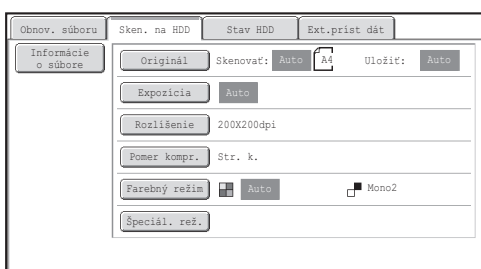 Obnov. súboru Sken. na HDD Stav HDD Ext.príst dát
Informácie
o súbore
Originál Skenovať: Auto A4 Uložiť: Auto
Expozícia Auto
Rozlíšenie 200X200dpi
Pomer kompr. Str. k.
Farebný režim Auto Mono2
Špeciál. rež.